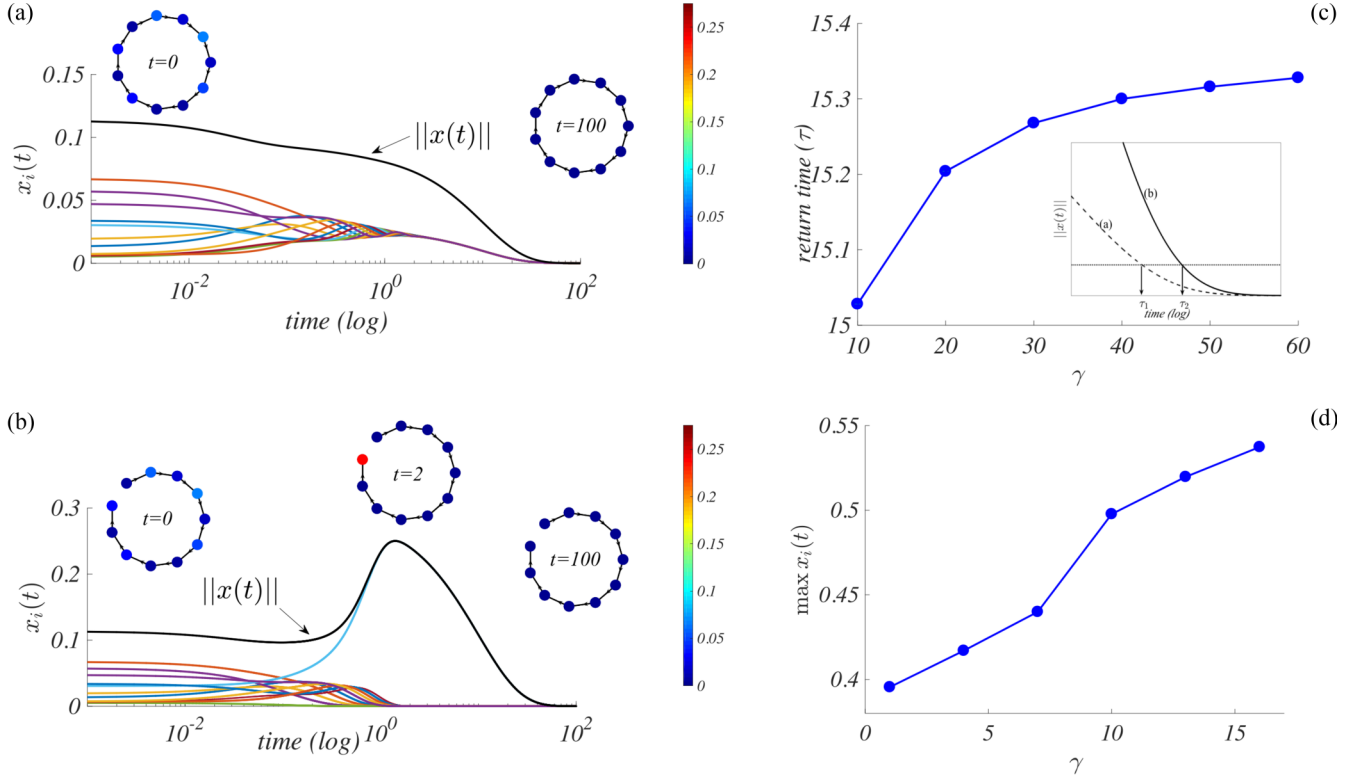 (a)
t=0
t=100
||x(t)||
0.15
0.1
0.05
0
x_i(t)
10^-2
10^0
10^2
time (log)
0.25
0.2
0.15
0.1
0.05
0
(b)
t=0
t=2
t=100
||x(t)||
0.3
0.2
0.1
0
x_i(t)
10^-2
10^0
10^2
time (log)
0.25
0.2
0.15
0.1
0.05
0
(c)
15.4
15.3
15.2
15.1
15
return time (τ)
10
20
30
40
50
60
γ
||x(t)||
(a)
(b)
τ_1
τ_2
time (log)
(d)
0.55
0.5
0.45
0.4
max x_i(t)
0
5
10
15
γ